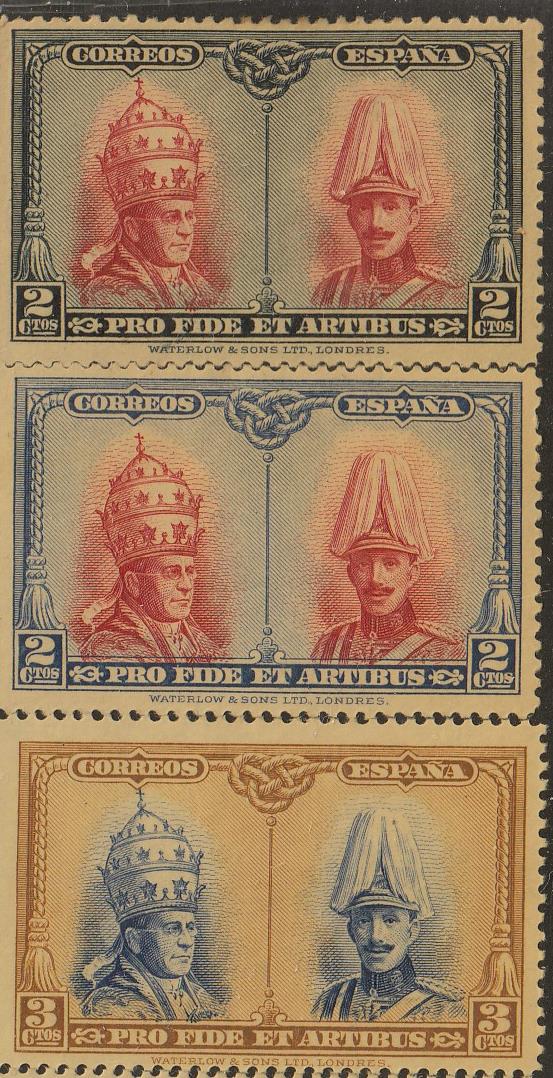 CORREOS ESPAÑA
2 CTOS PRO FIDE ET ARTIBUS 2 CTOS
WATERLOW & SONS LTD., LONDRES.
CORREOS ESPAÑA
2 CTOS PRO FIDE ET ARTIBUS 2 CTOS
WATERLOW & SONS LTD., LONDRES.
CORREOS ESPAÑA
3 CTOS PRO FIDE ET ARTIBUS 3 CTOS
WATERLOW & SONS LTD., LONDRES.